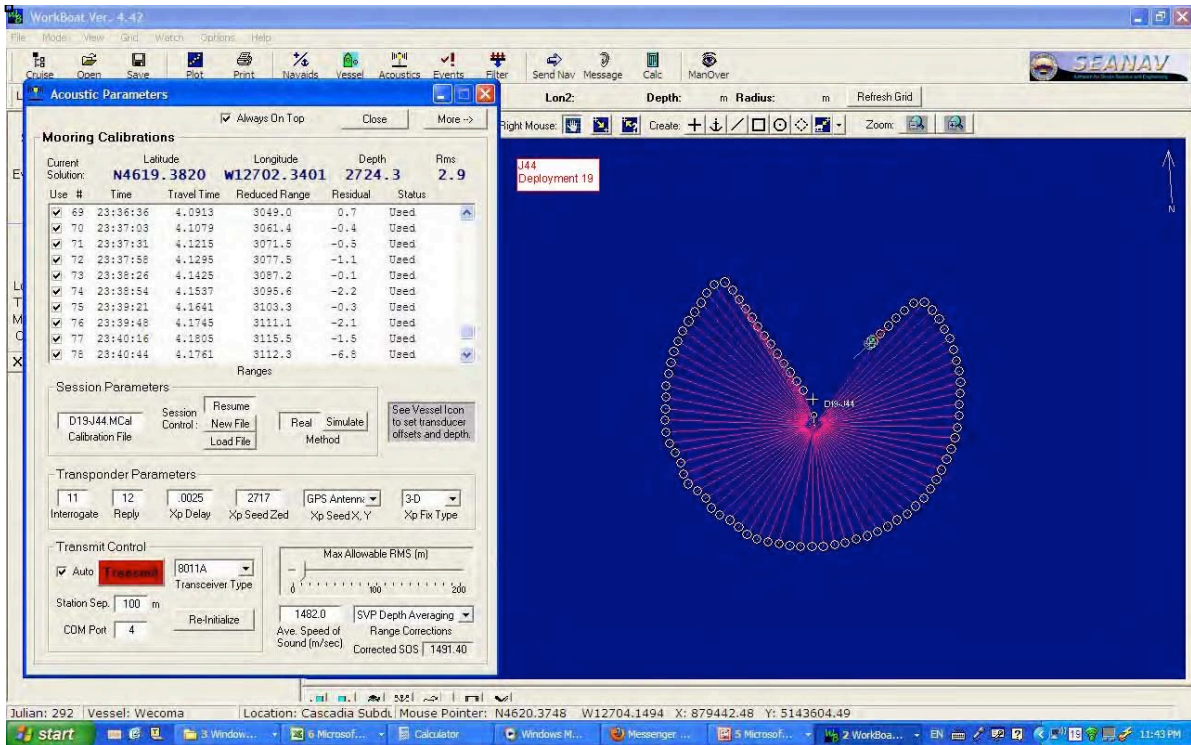 WorkBoat Ver. 4.42
File Mode View Grid Watch Options Help
Cruise Open Save Plot Print Navaids Vessel Acoustics Events Filter Send Nav Message Calc ManOver
SEANAV
Lon2: Depth: m Radius: m Refresh Grid
Right Mouse: Create: Zoom:
Acoustic Parameters
Always On Top Close More -->
Mooring Calibrations
Current Solution: Latitude Longitude Depth Rms
N4619.3820 W12702.3401 2724.3 2.9
Use # Time Travel Time Reduced Range Residual Status
69 23:36:36 4.0913 3049.0 0.7 Used
70 23:37:03 4.1079 3061.4 -0.4 Used
71 23:37:31 4.1215 3071.5 -0.5 Used
72 23:37:58 4.1295 3077.5 -1.1 Used
73 23:38:26 4.1425 3087.2 -0.1 Used
74 23:38:54 4.1537 3095.6 -2.2 Used
75 23:39:21 4.1641 3103.3 -0.3 Used
76 23:39:48 4.1745 3111.1 -2.1 Used
77 23:40:16 4.1805 3115.5 -1.5 Used
78 23:40:44 4.1761 3112.3 -6.8 Used
Ranges
Session Parameters
D19-J44.MCal
Calibration File
Session Control:
Resume
New File
Load File
Real Simulate
Method
See Vessel Icon
to set transducer
offsets and depth.
Transponder Parameters
11 12 .0025 2717 GPS Antenna 3-D
Interrogate Reply Xp Delay Xp Seed Zed Xp Seed X, Y Xp Fix Type
Transmit Control
Auto Transmit 8011A
Transceiver Type
Station Sep. 100 m
Re-Initialize
COM Port 4
Max Allowable RMS (m)
0 100 200
1482.0 SVP Depth Averaging
Ave. Speed of Sound (m/sec)
Range Corrections
Corrected SOS 1491.40
J44
Deployment 19
N
D19-J44
Julian: 292 Vessel: Wecoma Location: Cascadia Subdu Mouse Pointer: N4620.3748 W12704.1494 X: 879442.48 Y: 5143604.49
start 3 Window... 6 Microsof... Calculator Windows M... Messenger ... 5 Microsof... 2 WorkBoa... EN 19 11:43 PM